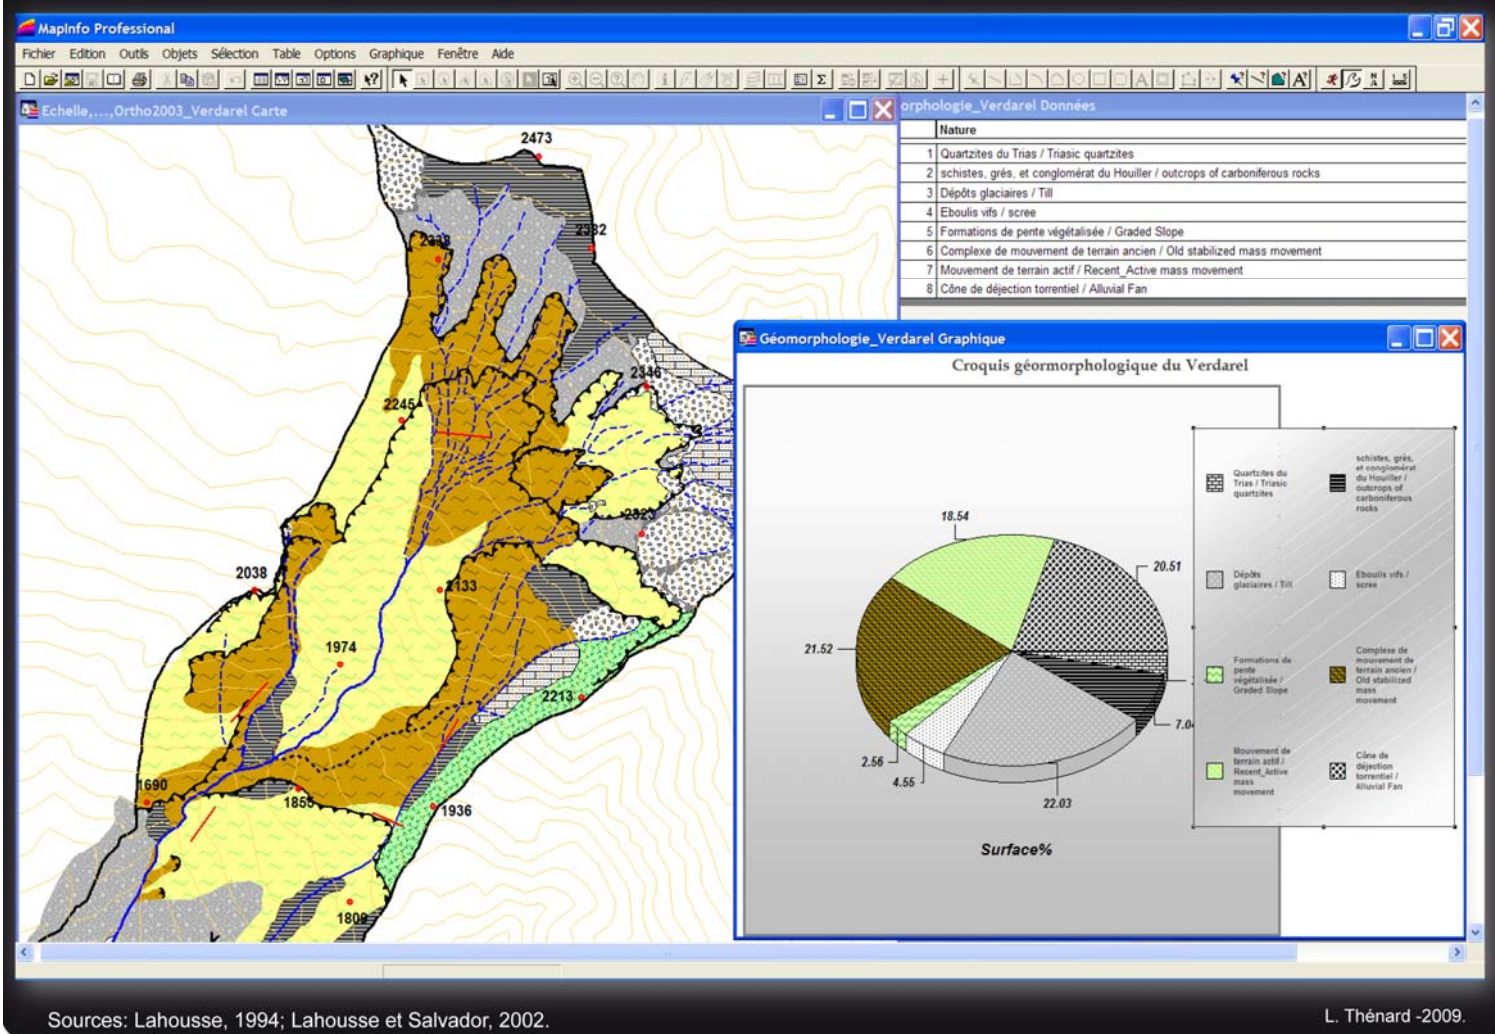 MapInfo Professional
Fichier Edition Outils Objets Sélection Table Options Graphique Fenêtre Aide
Echelle,...,Ortho2003_Verdarel Carte
orphologie_Verdarel Données
Nature
1 Quartzites du Trias / Triasic quartzites
2 schistes, grès, et conglomérat du Houiller / outcrops of carboniferous rocks
3 Dépôts glaciaires / Till
4 Eboulis vifs / scree
5 Formations de pente végétalisée / Graded Slope
6 Complexe de mouvement de terrain ancien / Old stabilized mass movement
7 Mouvement de terrain actif / Recent_Active mass movement
8 Cône de déjection torrentiel / Alluvial Fan
2473
2338
2245
2346
2323
2038
2133
1974
2213
1690
1855
1936
1809
Géomorphologie_Verdarel Graphique
Croquis géormorphologique du Verdarel
18.54
20.51
21.52
7.04
2.56
4.55
22.03
Surface%
Quartzites du
Trias / Triasic
quartzites
schistes, grès,
et conglomérat
du Houiller /
outcrops of
carboniferous
rocks
Dépôts
glaciaires / Till
Eboulis vifs /
scree
Formations de
pente
végétalisée /
Graded Slope
Complexe de
mouvement de
terrain ancien /
Old stabilized
mass
movement
Mouvement de
terrain actif /
Recent_Active
mass
movement
Cône de
déjection
torrentiel /
Alluvial Fan
Sources: Lahousse, 1994; Lahousse et Salvador, 2002.
L. Thénard -2009.